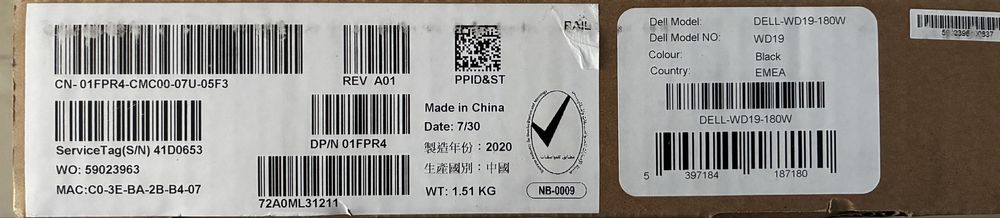 RAIL
CN- 01FPR4-CMC00-07U-05F3
REV A01
PPID&ST
ServiceTag(S/N) 41D0653
WO: 59023963
MAC:C0-3E-BA-2B-B4-07
DP/N 01FPR4
72A0ML31211
Made in China
Date: 7/30
製造年份：2020
生產國別：中國
WT: 1.51 KG
NB-0009
Dell Model: DELL-WD19-180W
Dell Model NO: WD19
Colour: Black
Country: EMEA
DELL-WD19-180W
5 397184 187180